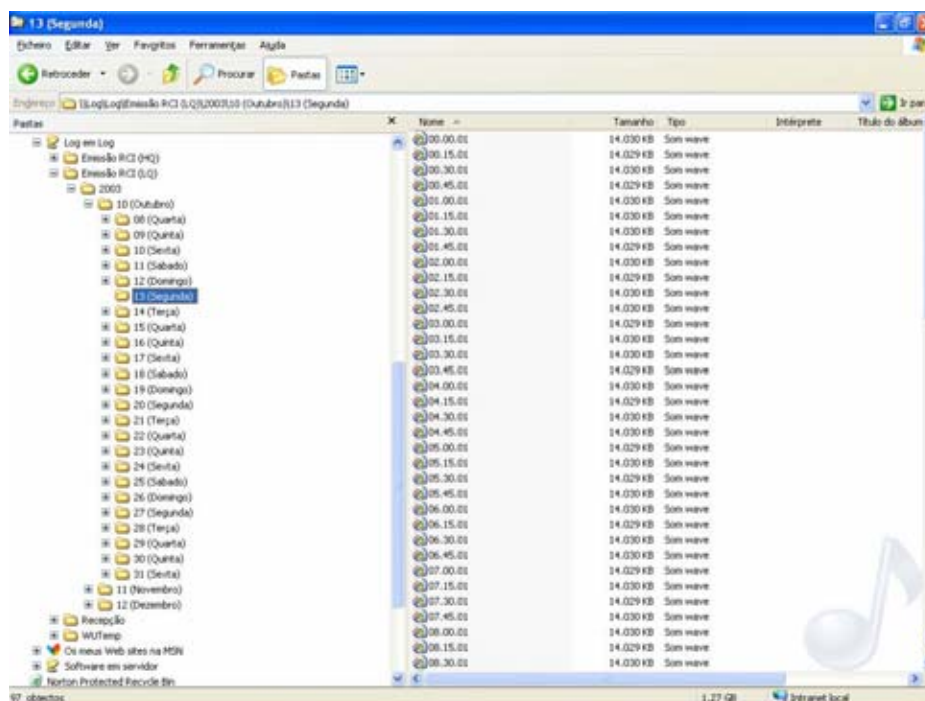 13 (Segunda)
Ficheiro Editar Ver Favoritos Ferramentas Ajuda
Retroceder Procurar Pastas
Endereço \\Log\Log\Emissão RCI (LQ)\2003\10 (Outubro)\13 (Segunda) Ir par
Pastas × Nome Tamanho Tipo Intérprete Título do álbum
Log em Log
Emissão RCI (HQ)
Emissão RCI (LQ)
2003
10 (Outubro)
08 (Quarta)
09 (Quinta)
10 (Sexta)
11 (Sabado)
12 (Domingo)
13 (Segunda)
14 (Terça)
15 (Quarta)
16 (Quinta)
17 (Sexta)
18 (Sabado)
19 (Domingo)
20 (Segunda)
21 (Terça)
22 (Quarta)
23 (Quinta)
24 (Sexta)
25 (Sabado)
26 (Domingo)
27 (Segunda)
28 (Terça)
29 (Quarta)
30 (Quinta)
31 (Sexta)
11 (Novembro)
12 (Dezembro)
Recepção
WUTemp
Os meus Web sites na MSN
Software em servidor
Norton Protected Recycle Bin
00.00.01 14.030 KB Som wave
00.15.01 14.029 KB Som wave
00.30.01 14.030 KB Som wave
00.45.01 14.029 KB Som wave
01.00.01 14.030 KB Som wave
01.15.01 14.030 KB Som wave
01.30.01 14.030 KB Som wave
01.45.01 14.029 KB Som wave
02.00.01 14.030 KB Som wave
02.15.01 14.029 KB Som wave
02.30.01 14.030 KB Som wave
02.45.01 14.030 KB Som wave
03.00.01 14.029 KB Som wave
03.15.01 14.030 KB Som wave
03.30.01 14.030 KB Som wave
03.45.01 14.029 KB Som wave
04.00.01 14.030 KB Som wave
04.15.01 14.029 KB Som wave
04.30.01 14.030 KB Som wave
04.45.01 14.029 KB Som wave
05.00.01 14.030 KB Som wave
05.15.01 14.030 KB Som wave
05.30.01 14.029 KB Som wave
05.45.01 14.030 KB Som wave
06.00.01 14.030 KB Som wave
06.15.01 14.029 KB Som wave
06.30.01 14.030 KB Som wave
06.45.01 14.030 KB Som wave
07.00.01 14.029 KB Som wave
07.15.01 14.030 KB Som wave
07.30.01 14.029 KB Som wave
07.45.01 14.030 KB Som wave
08.00.01 14.030 KB Som wave
08.15.01 14.029 KB Som wave
08.30.01 14.030 KB Som wave
97 objectos 1,27 GB Intranet local